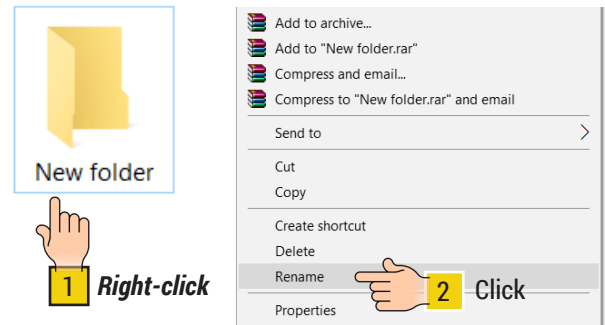 New folder
1 Right-click
Add to archive...
Add to "New folder.rar"
Compress and email...
Compress to "New folder.rar" and email
Send to
Cut
Copy
Create shortcut
Delete
Rename
2 Click
Properties